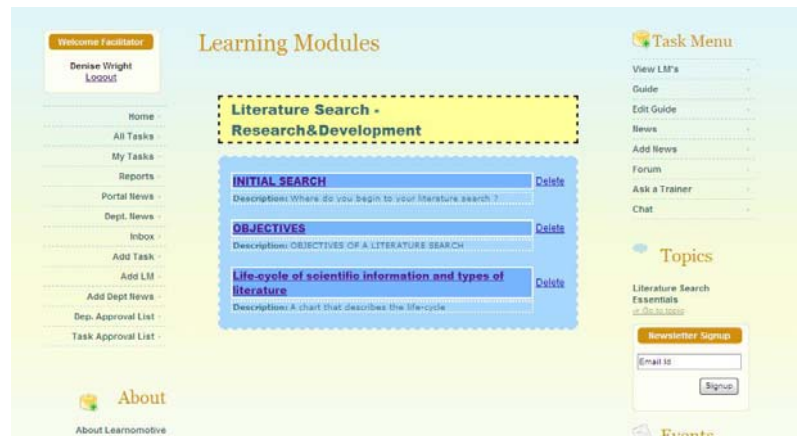 Welcome Facilitator
Denise Wright
Logout
Home
All Tasks
My Tasks
Reports
Portal News
Dept. News
Inbox
Add Task
Add LM
Add Dept News
Dep. Approval List
Task Approval List
About
About Learnomotive
Learning Modules
Literature Search -
Research&Development
INITIAL SEARCH
Delete
Description: Where do you begin to your literature search ?
OBJECTIVES
Delete
Description: OBJECTIVES OF A LITERATURE SEARCH
Life-cycle of scientific information and types of
literature
Delete
Description: A chart that describes the life-cycle
Task Menu
View LM's
Guide
Edit Guide
News
Add News
Forum
Ask a Trainer
Chat
Topics
Literature Search
Essentials
Go to topic
Newsletter Signup
Email Id
Signup
Events